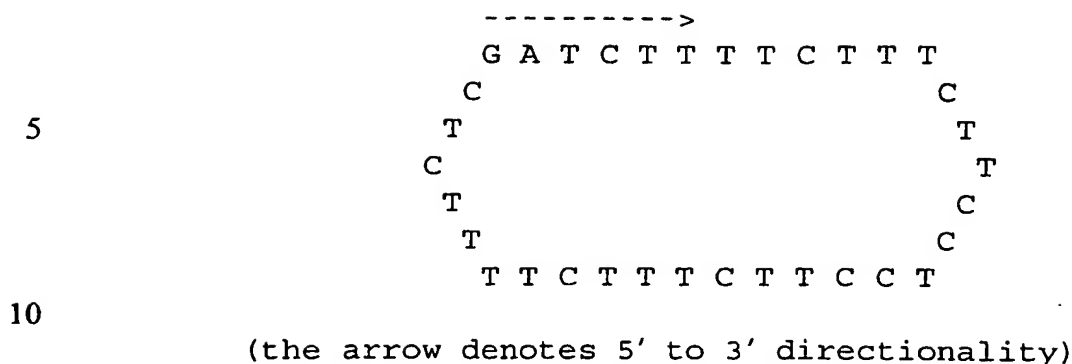 ---------->
G A T C T T T T C T T T
C C
5 T T
C T
T C
T C
T T C T T T C T T C C T
10
(the arrow denotes 5' to 3' directionality)